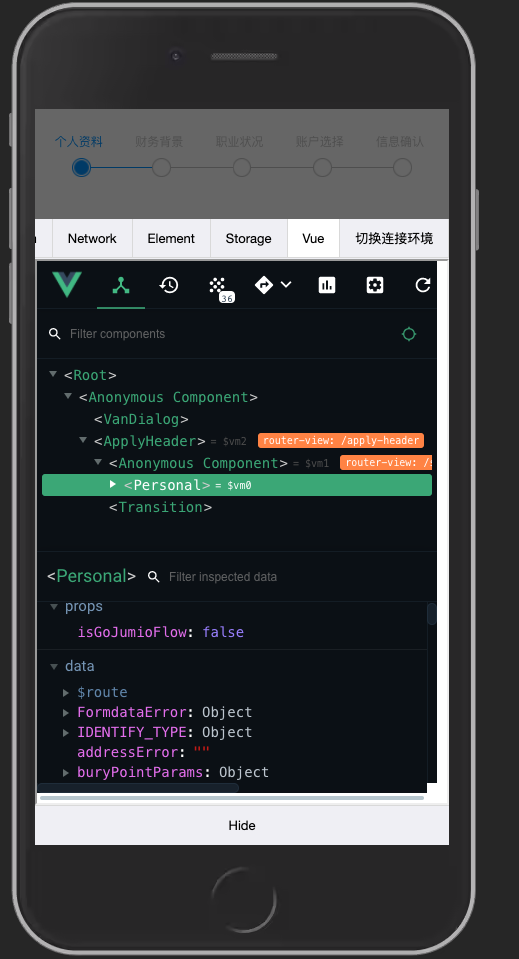 个人资料 财务背景 职业状况 账户选择 信息确认
Network Element Storage Vue 切换连接环境
36
Filter components
<Root>
<Anonymous Component>
<VanDialog>
<ApplyHeader> = $vm2 router-view: /apply-header
<Anonymous Component> = $vm1 router-view: /
<Personal> = $vm0
<Transition>
<Personal> Filter inspected data
props
isGoJumioFlow: false
data
$route
FormdataError: Object
IDENTIFY_TYPE: Object
addressError: ""
buryPointParams: Object
Hide